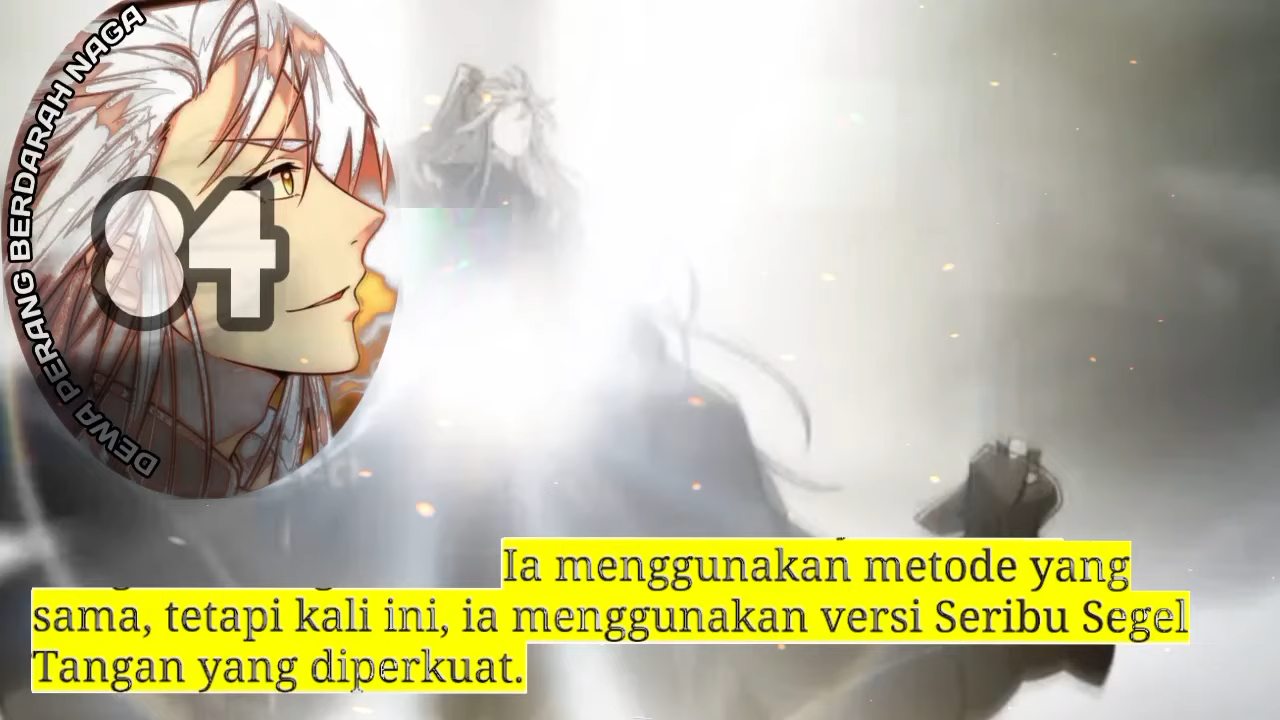 DEWA PERANG BERDARAH NAGA
84
Ia menggunakan metode yang
sama, tetapi kali ini, ia menggunakan versi Seribu Segel
Tangan yang diperkuat.